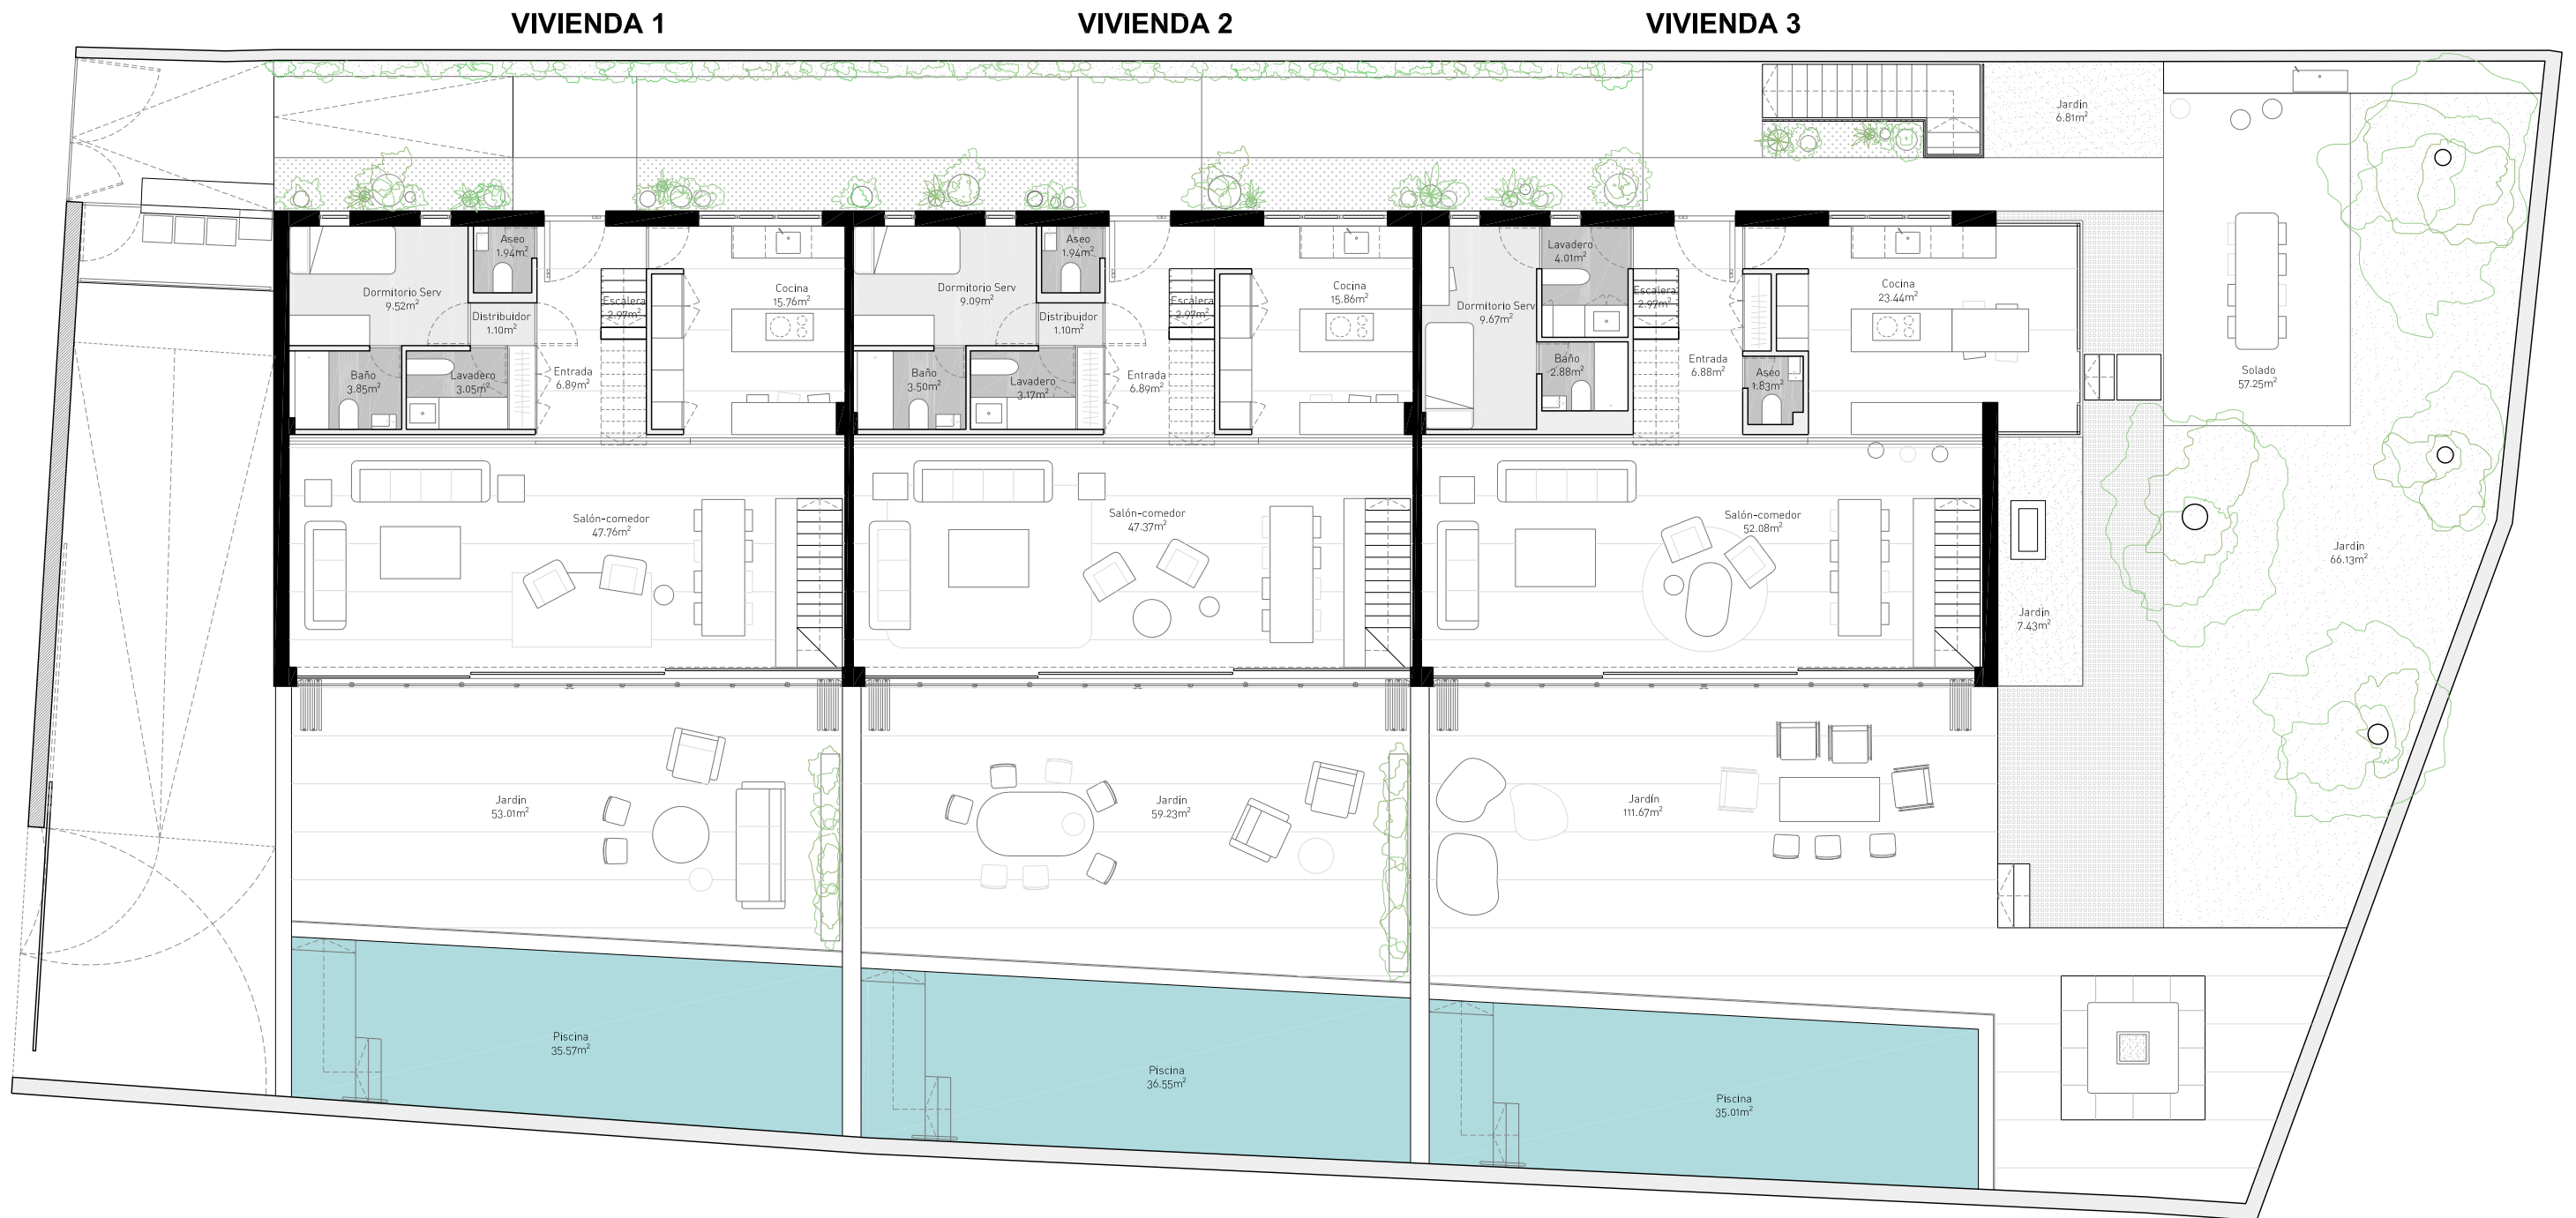 VIVIENDA 1
VIVIENDA 2
VIVIENDA 3
Aseo
1.94m²
Dormitorio Serv
9.52m²
Distribuidor
1.10m²
Escalera
2.97m²
Cocina
15.76m²
Baño
3.85m²
Lavadero
3.05m²
Entrada
6.89m²
Salón-comedor
47.76m²
Jardín
53.01m²
Piscina
35.57m²
Aseo
1.94m²
Dormitorio Serv
9.09m²
Distribuidor
1.10m²
Escalera
2.97m²
Cocina
15.86m²
Baño
3.50m²
Lavadero
3.17m²
Entrada
6.89m²
Salón-comedor
47.37m²
Jardín
59.23m²
Piscina
36.55m²
Lavadero
4.01m²
Dormitorio Serv
9.67m²
Escalera
2.97m²
Cocina
23.44m²
Baño
2.88m²
Entrada
6.88m²
Aseo
1.83m²
Salón-comedor
52.08m²
Jardín
111.67m²
Piscina
35.01m²
Jardín
6.81m²
Solado
57.25m²
Jardín
66.13m²
Jardín
7.43m²